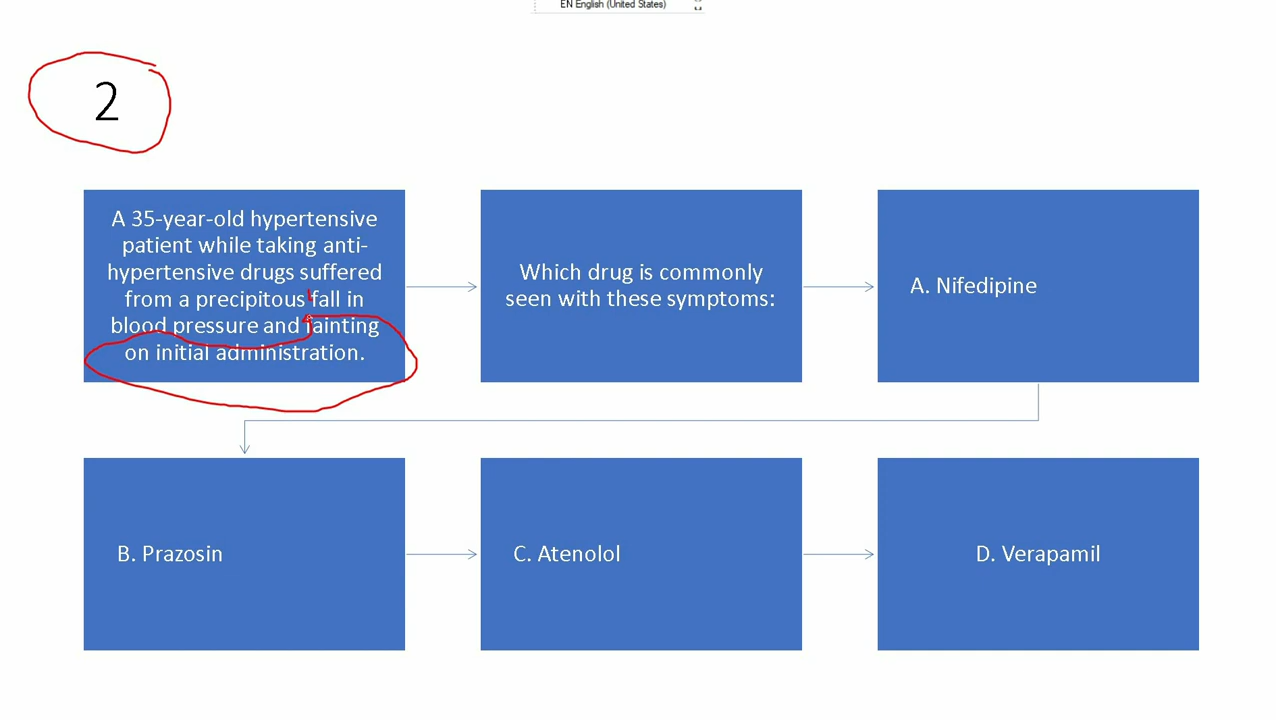 EN English (United States)
2
A 35-year-old hypertensive
patient while taking anti-
hypertensive drugs suffered
from a precipitous fall in
blood pressure and fainting
on initial administration.
Which drug is commonly
seen with these symptoms:
A. Nifedipine
B. Prazosin
C. Atenolol
D. Verapamil